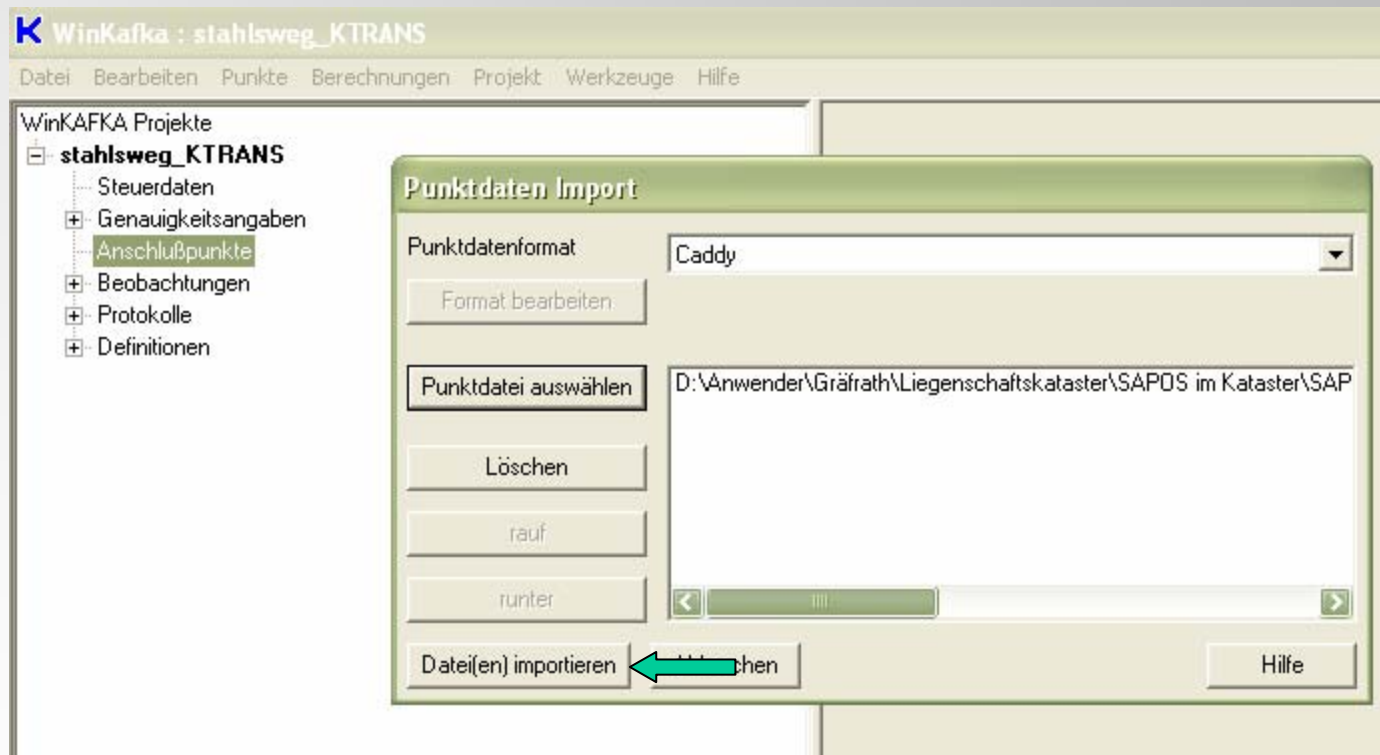 K WinKafka : stahlsweg_KTRANS
Datei Bearbeiten Punkte Berechnungen Projekt Werkzeuge Hilfe
WinKAFKA Projekte
stahlsweg_KTRANS
Steuerdaten
Genauigkeitsangaben
Anschlußpunkte
Beobachtungen
Protokolle
Definitionen
Punktdaten Import
Punktdatenformat
Caddy
Format bearbeiten
Punktdatei auswählen
D:\Anwender\Gräfrath\Liegenschaftskataster\SAPOS im Kataster\SAP
Löschen
rauf
runter
Datei(en) importieren
Hilfe